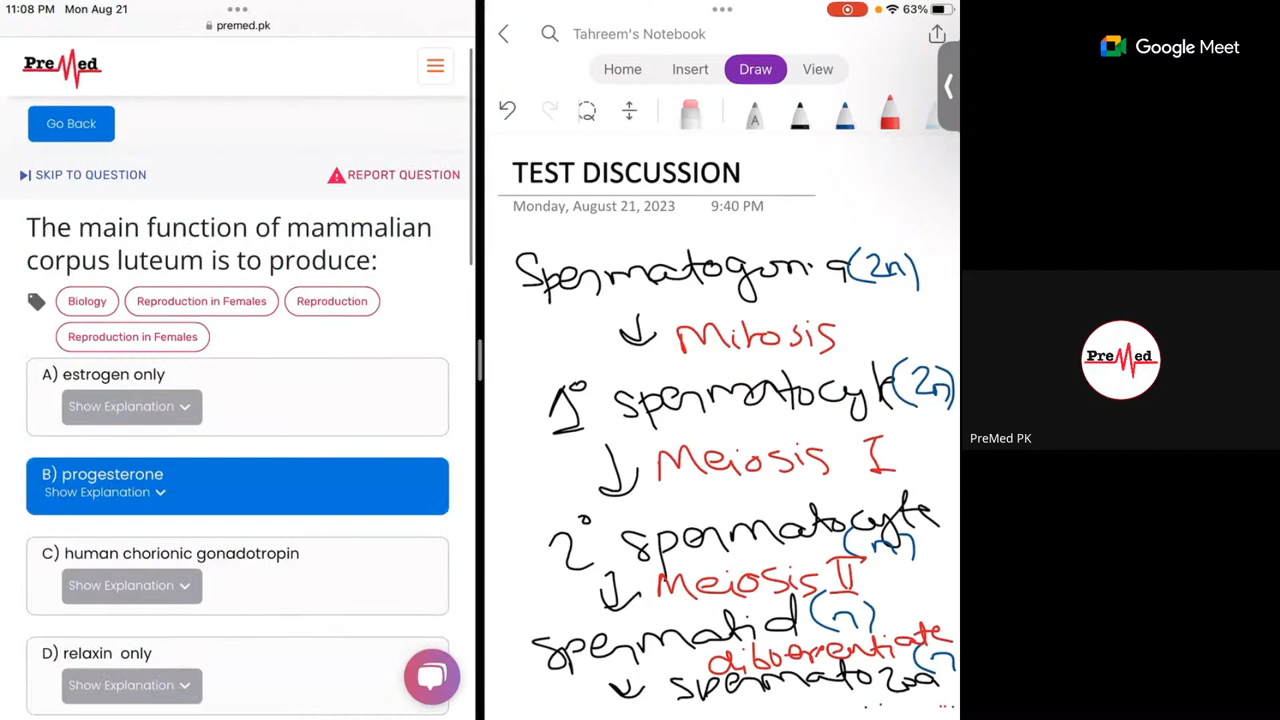 11:08 PM Mon Aug 21
premed.pk
PreMed
Go Back
SKIP TO QUESTION
REPORT QUESTION
The main function of mammalian
corpus luteum is to produce:
Biology
Reproduction in Females
Reproduction
Reproduction in Females
A) estrogen only
Show Explanation
B) progesterone
Show Explanation
C) human chorionic gonadotropin
Show Explanation
D) relaxin only
Show Explanation
63%
Tahreem's Notebook
Home
Insert
Draw
View
A
TEST DISCUSSION
Monday, August 21, 2023 9:40 PM
Spermatogonia (2n)
↓ Mitosis
1° spermatocyte (2n)
↓ Meiosis I
2° spermatocyte
(n)
↓ Meiosis II
spermatid (n)
differentiate
(n
↓ spermatozoa
Google Meet
PreMed
PreMed PK